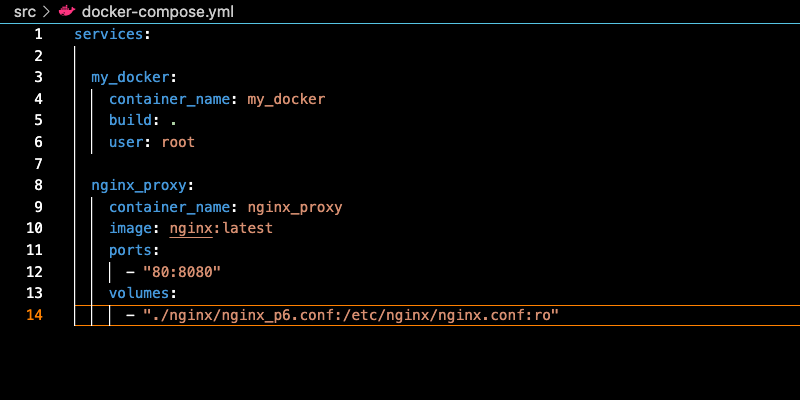 src > docker-compose.yml
1 services:
2
3 my_docker:
4 container_name: my_docker
5 build: .
6 user: root
7
8 nginx_proxy:
9 container_name: nginx_proxy
10 image: nginx:latest
11 ports:
12 - "80:8080"
13 volumes:
14 - "./nginx/nginx_p6.conf:/etc/nginx/nginx.conf:ro"